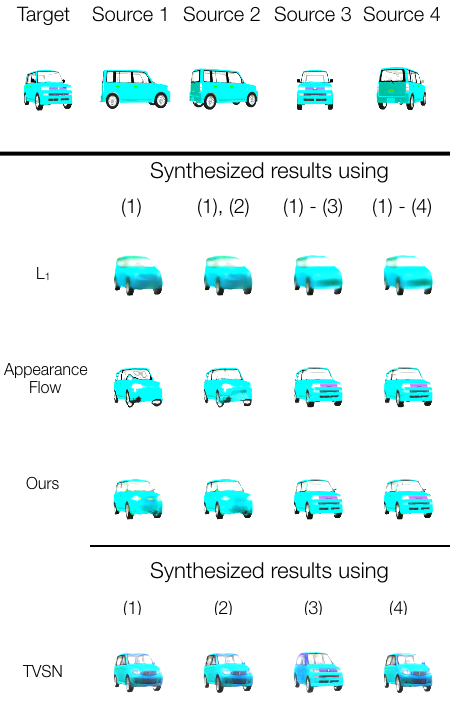 Target Source 1 Source 2 Source 3 Source 4
Synthesized results using
(1) (1), (2) (1) - (3) (1) - (4)
L₁
Appearance
Flow
Ours
Synthesized results using
(1) (2) (3) (4)
TVSN